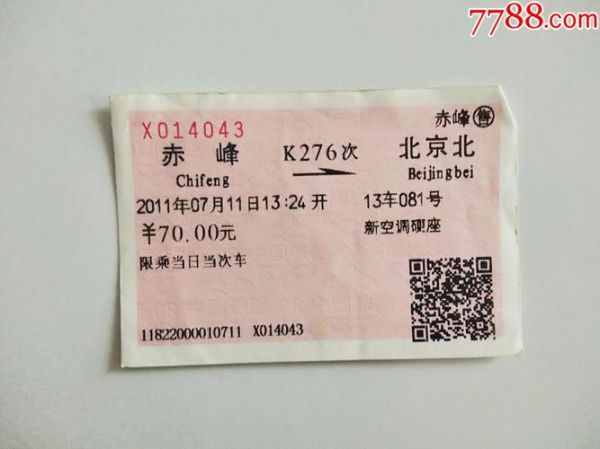 7788.com
X014043
赤峰 售
赤 峰 K276次 北京北
Chifeng Beijingbei
2011年07月11日13:24 开 13车081号
￥70.00元 新空调硬座
限乘当日当次车
11822000010711 X014043